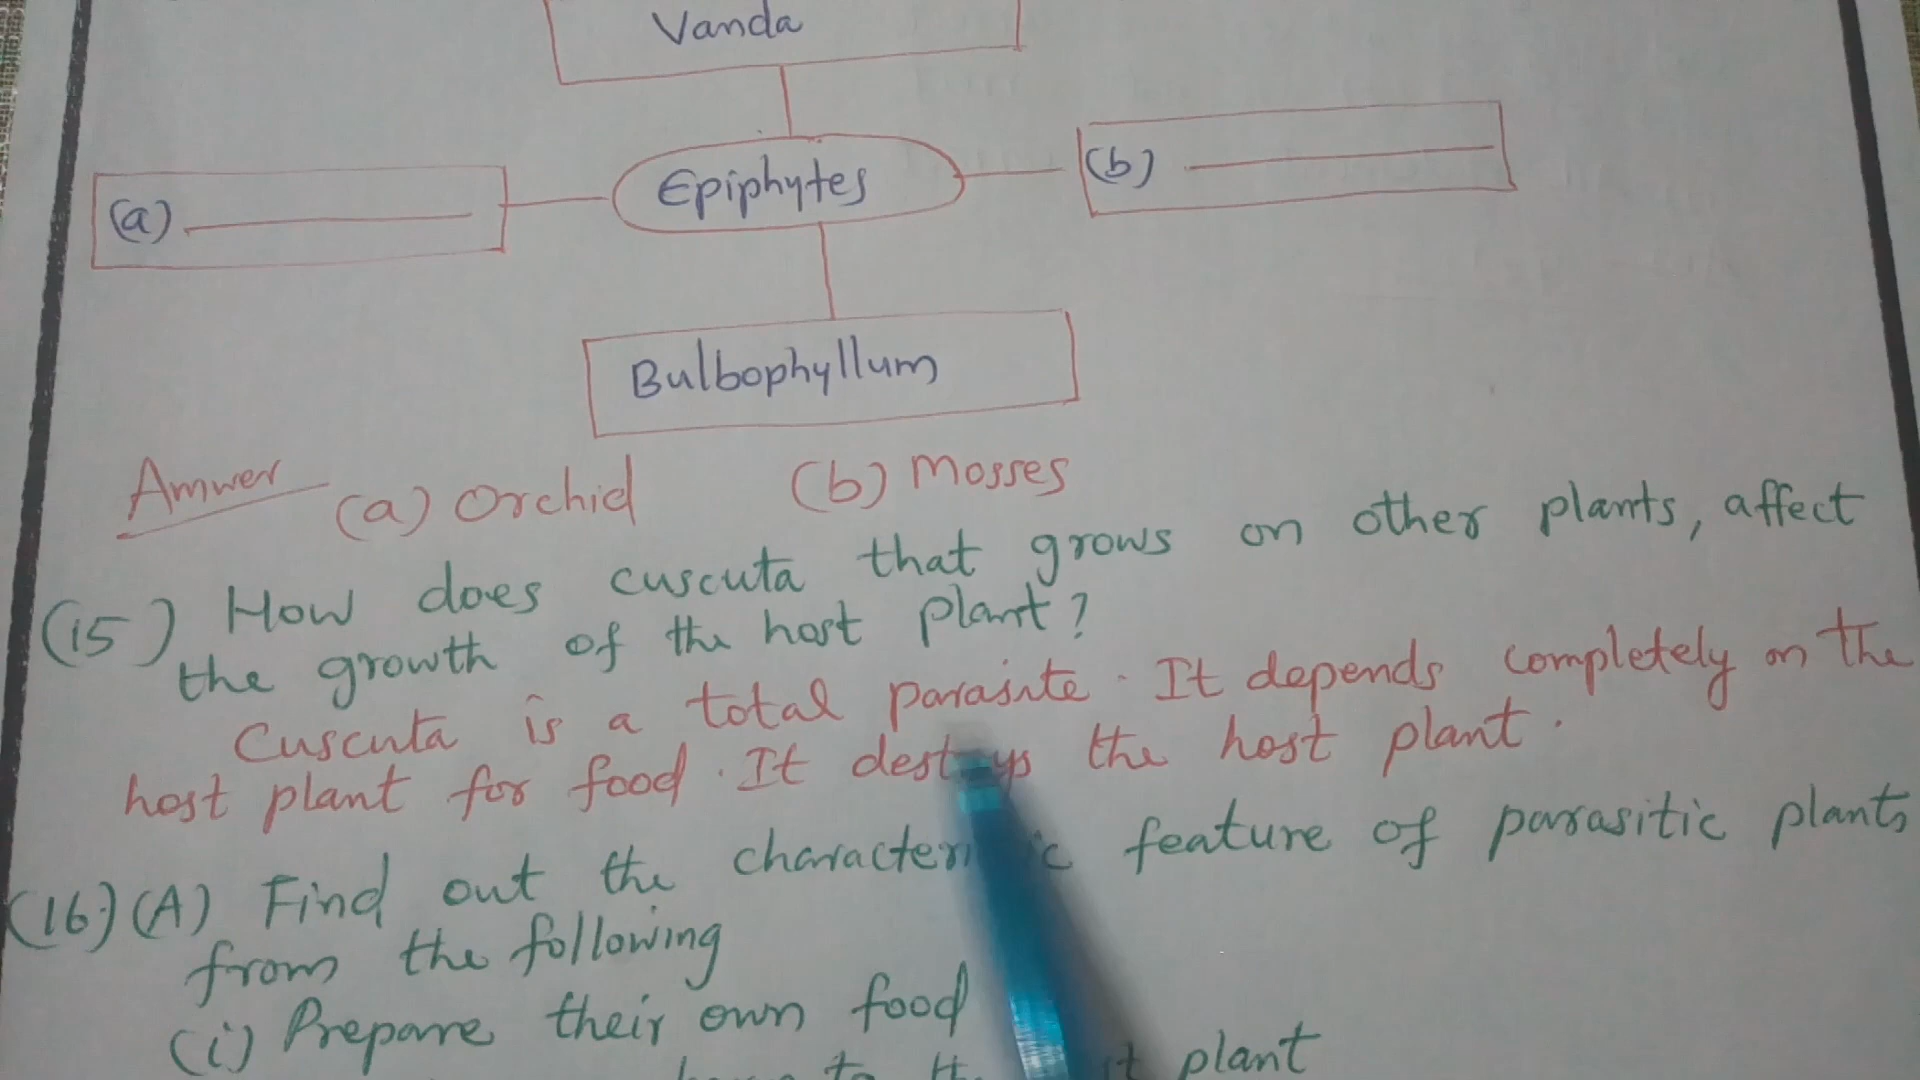 Vanda
(a) Epiphytes (b)
Bulbophyllum
Answer (a) Orchid (b) Mosses
(15) How does cuscuta that grows on other plants, affect
the growth of the host plant?
Cuscuta is a total parasite. It depends completely on the
host plant for food. It the host plant.
(16) (A) Find out the feature of parasitic plants
from the following
(i) Prepare their own food
to plant